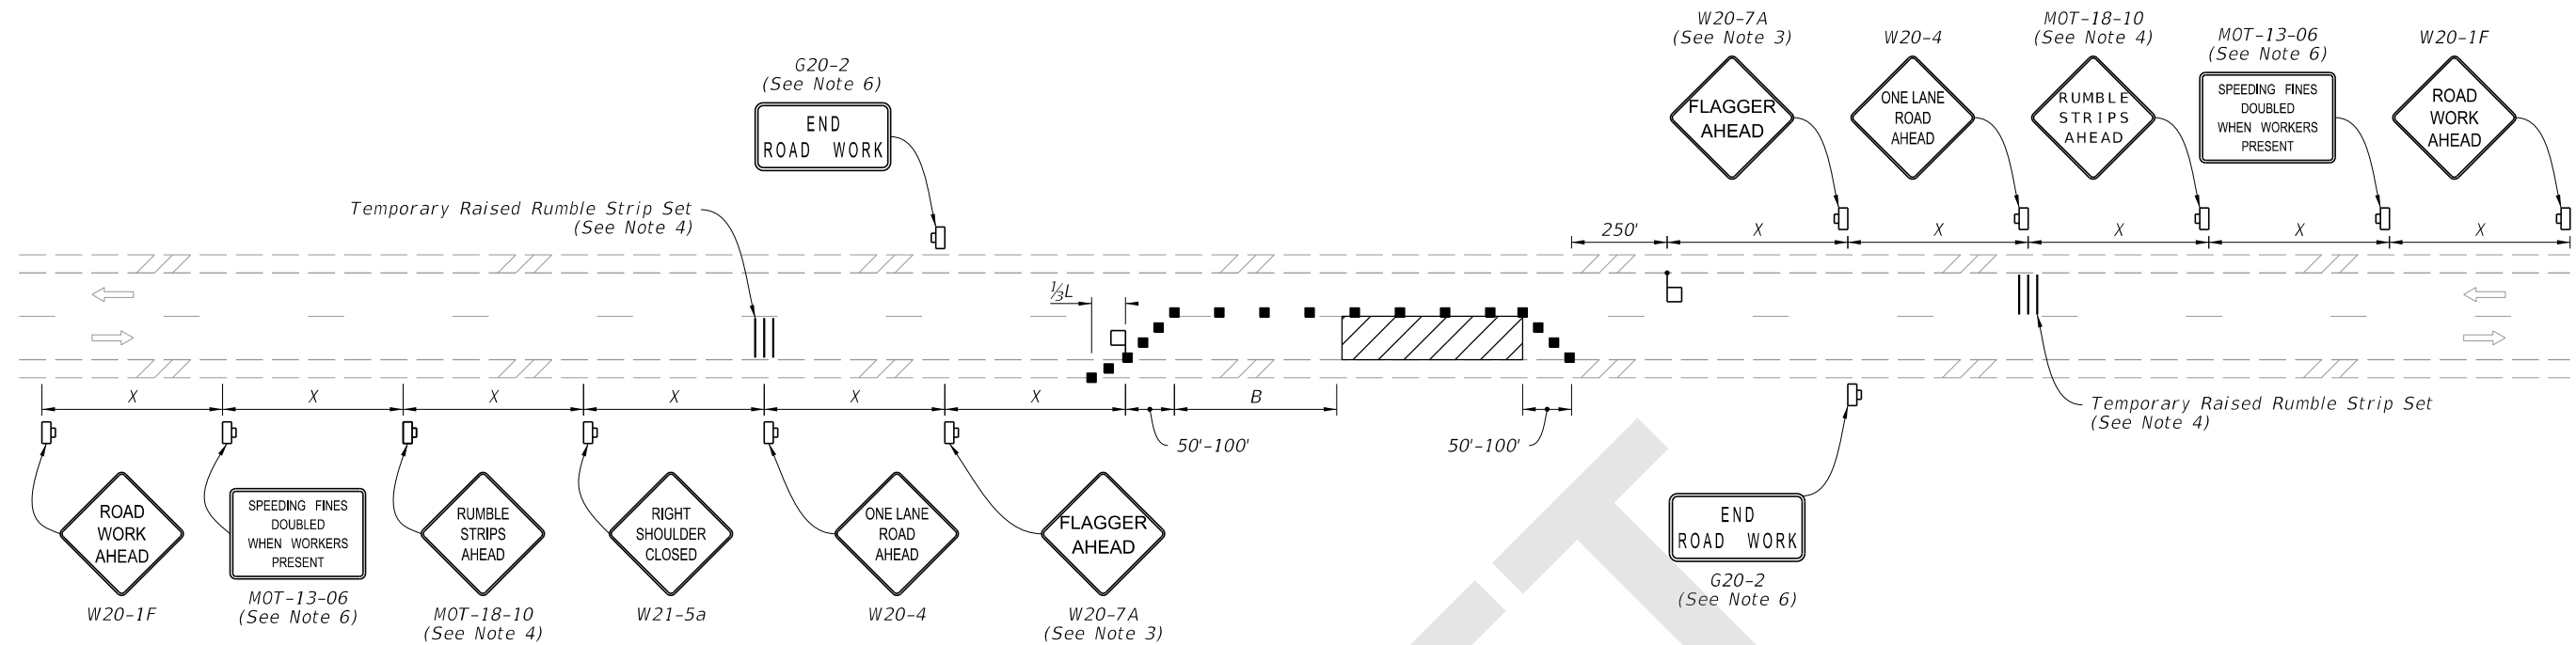 W20-7A
(See Note 3)
W20-4
MOT-18-10
(See Note 4)
MOT-13-06
(See Note 6)
W20-1F
G20-2
(See Note 6)
END
ROAD WORK
FLAGGER
AHEAD
ONE LANE
ROAD
AHEAD
RUMBLE
STRIPS
AHEAD
SPEEDING FINES
DOUBLED
WHEN WORKERS
PRESENT
ROAD
WORK
AHEAD
Temporary Raised Rumble Strip Set
(See Note 4)
250'
X
X
X
X
X
⅓L
X
X
X
X
X
X
B
50'-100'
50'-100'
Temporary Raised Rumble Strip Set
(See Note 4)
ROAD
WORK
AHEAD
W20-1F
SPEEDING FINES
DOUBLED
WHEN WORKERS
PRESENT
MOT-13-06
(See Note 6)
RUMBLE
STRIPS
AHEAD
MOT-18-10
(See Note 4)
RIGHT
SHOULDER
CLOSED
W21-5a
ONE LANE
ROAD
AHEAD
W20-4
FLAGGER
AHEAD
W20-7A
(See Note 3)
END
ROAD WORK
G20-2
(See Note 6)